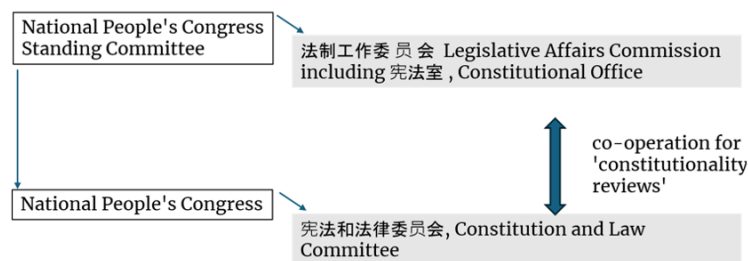 National People's Congress
Standing Committee
法制工作委 员 会 Legislative Affairs Commission
including 宪法室 , Constitutional Office
co-operation for
'constitutionality
reviews'
National People's Congress
宪法和法律委员会, Constitution and Law
Committee